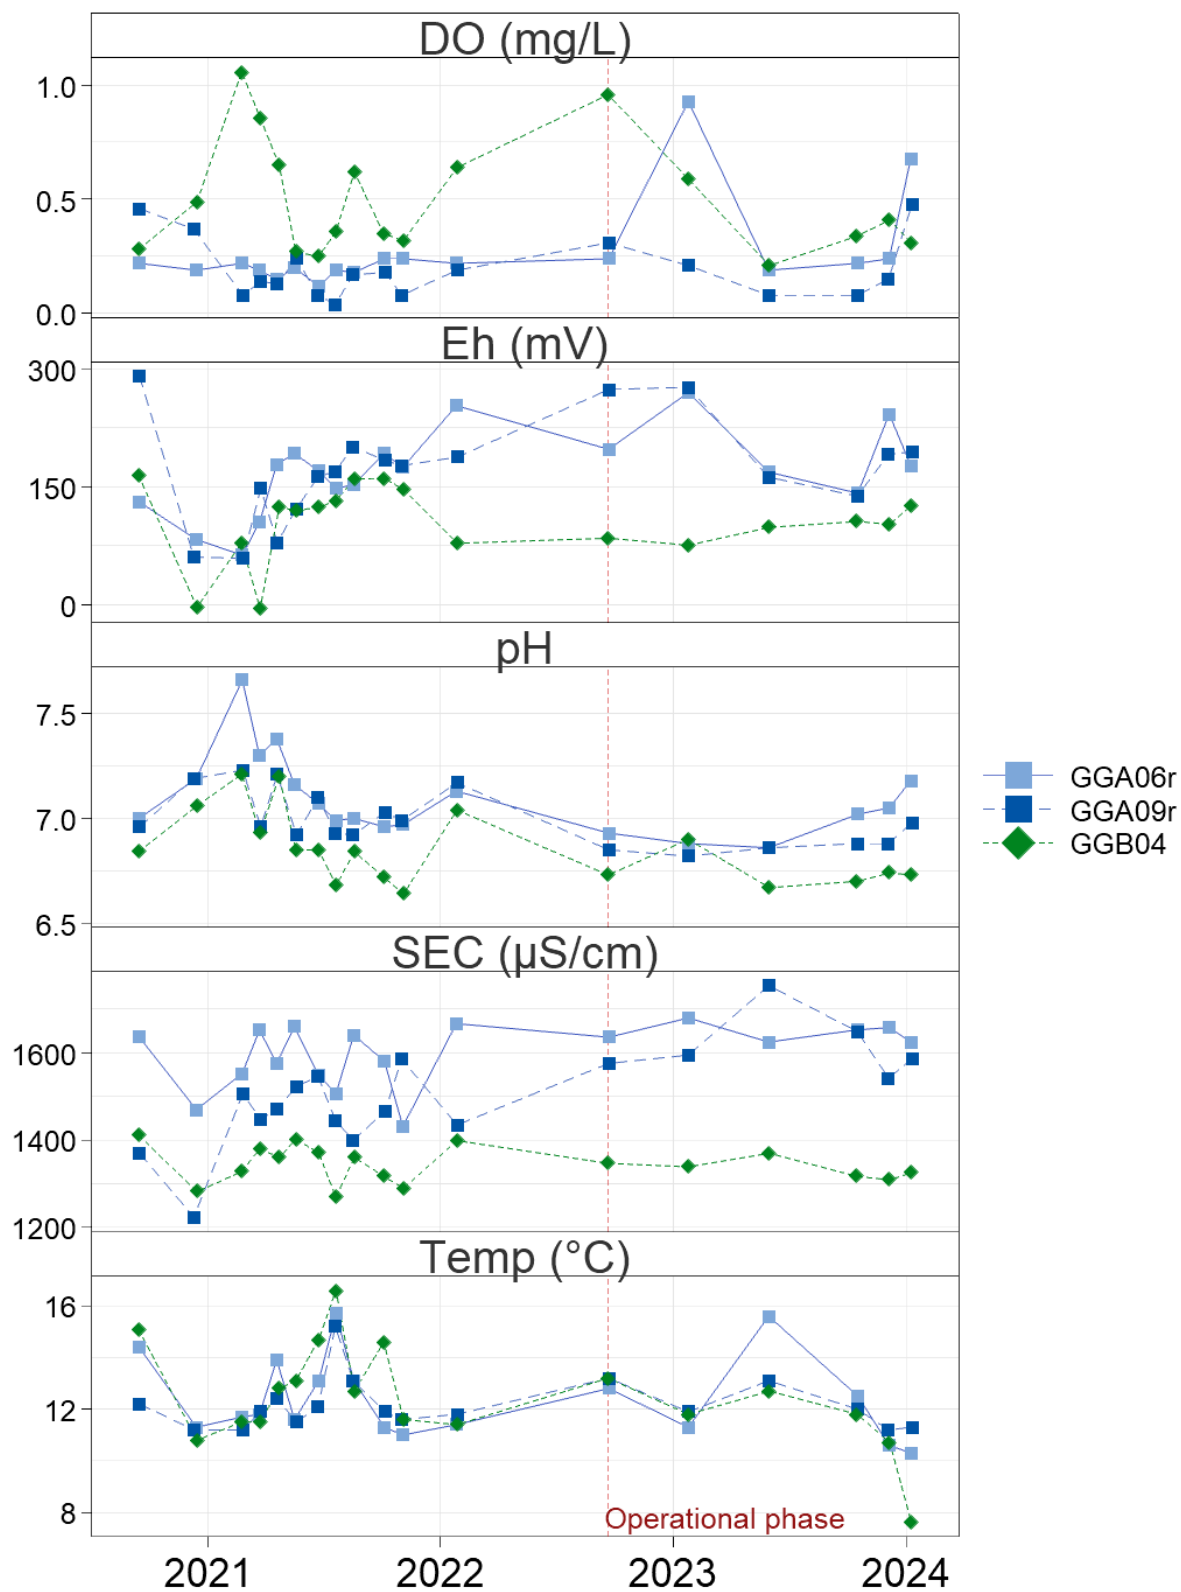 DO (mg/L)
1.0
0.5
0.0
Eh (mV)
300
150
0
pH
7.5
7.0
6.5
SEC (µS/cm)
1600
1400
1200
Temp (°C)
16
12
8
Operational phase
2021 2022 2023 2024
GGA06r
GGA09r
GGB04